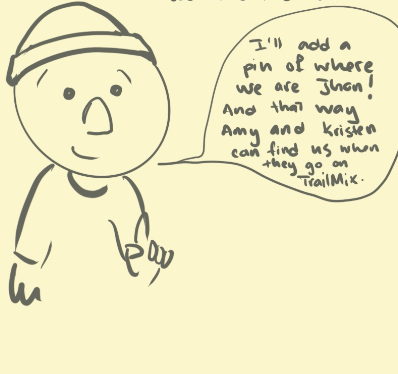 I'll add a
pin of where
we are Jhan!
And that way
Amy and Kristen
can find us when
they go on
TrailMix.